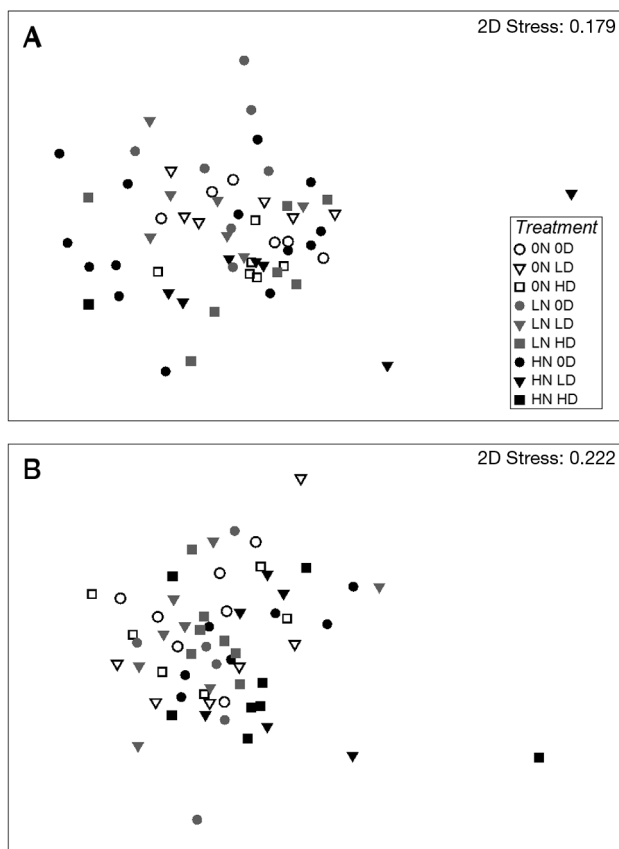 A
2D Stress: 0.179
Treatment
0N 0D
0N LD
0N HD
LN 0D
LN LD
LN HD
HN 0D
HN LD
HN HD
B
2D Stress: 0.222